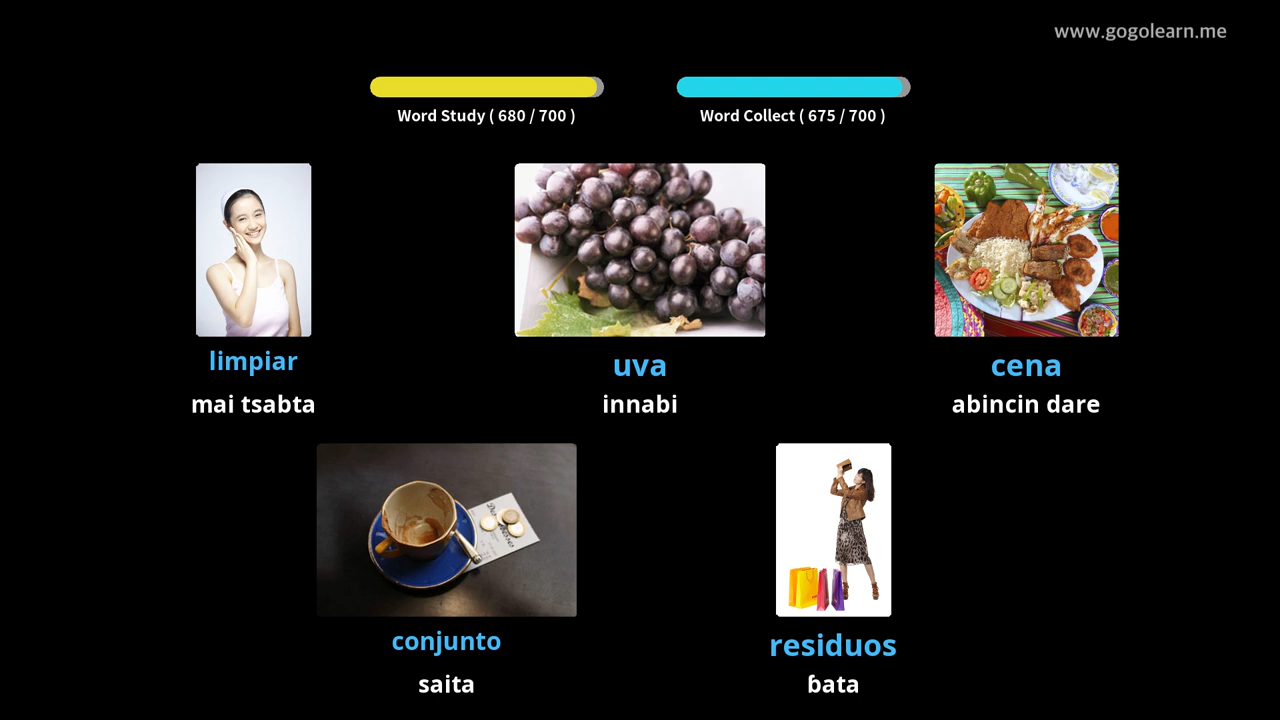 www.gogolearn.me
Word Study ( 680 / 700 )
Word Collect ( 675 / 700 )
limpiar
mai tsabta
uva
innabi
cena
abincin dare
conjunto
saita
residuos
ɓata